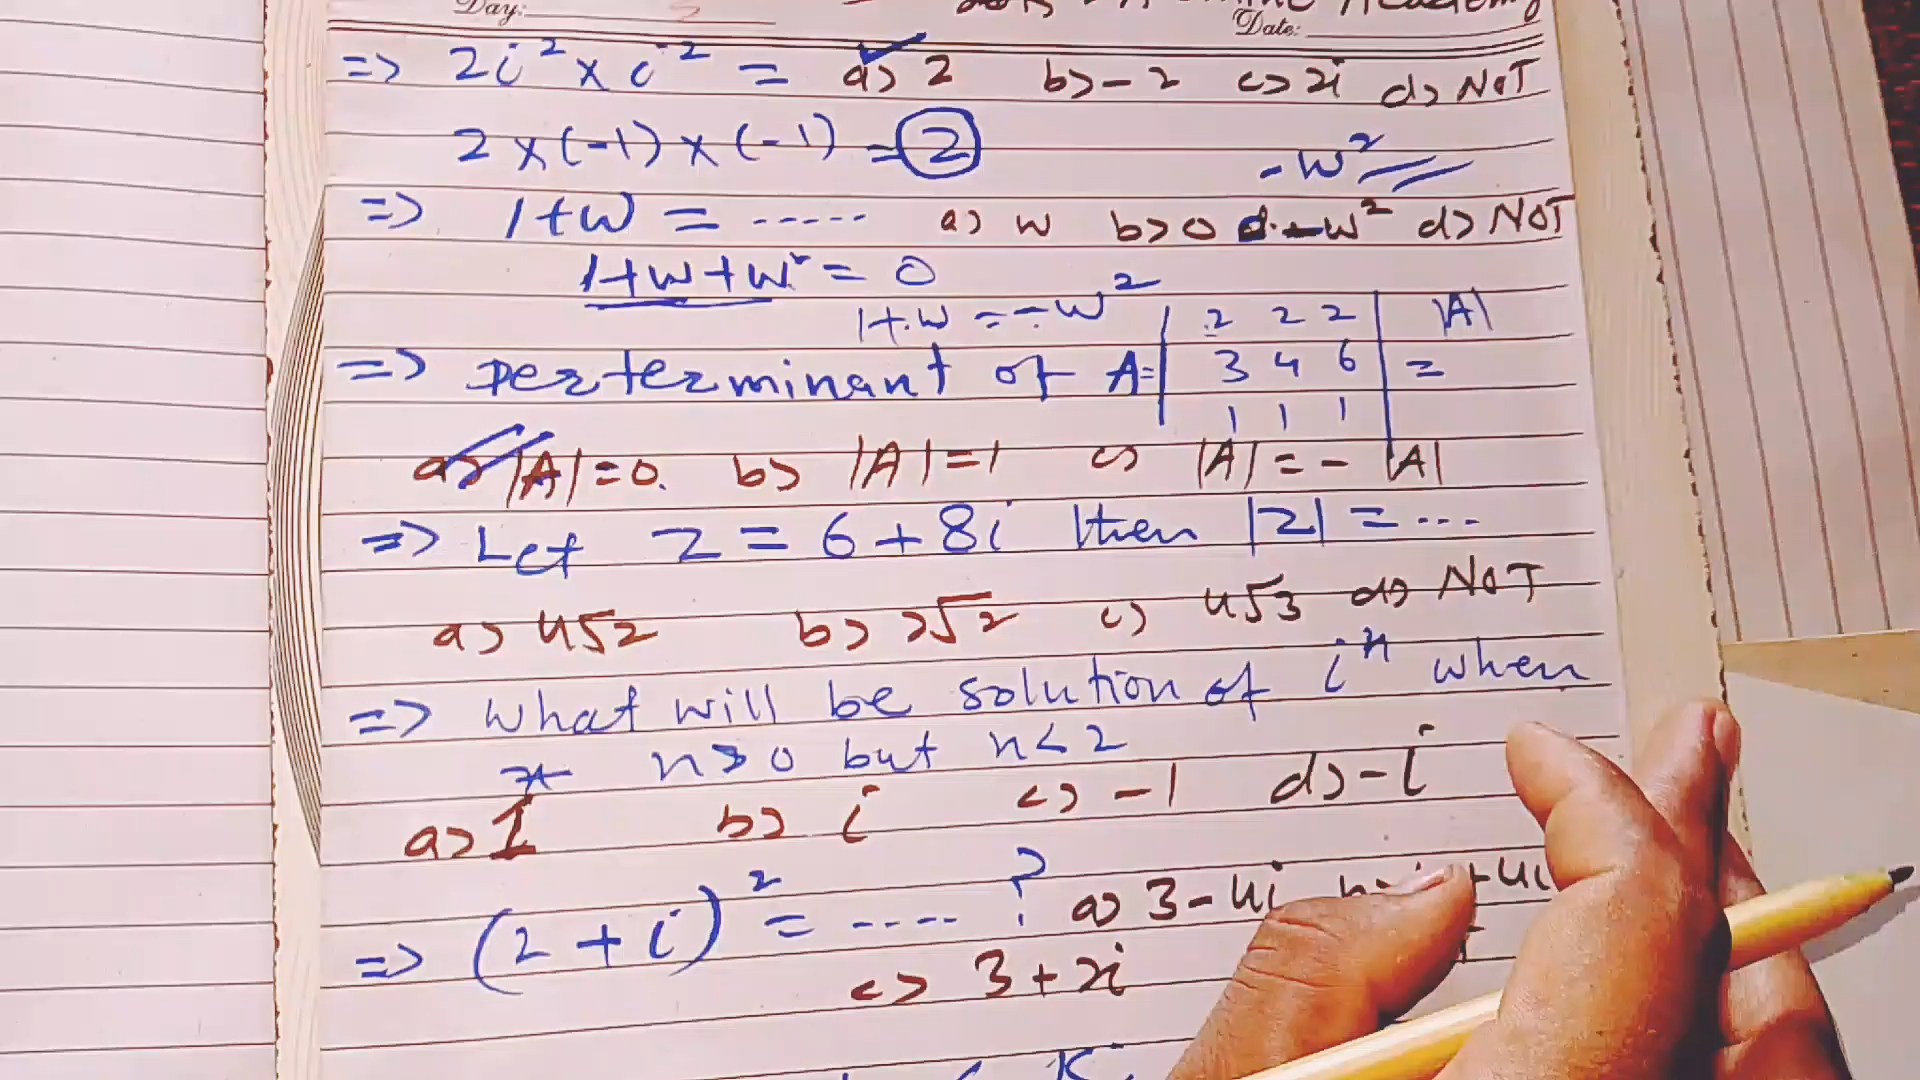 Day: Date:
=> 2i² × i² = a> 2 b> -2 c> 2i d> NOT
2 × (-1) × (-1) = 2
-w²
=> 1+w = ...... a) w b> 0 -w² d> NOT
1+w+w² = 0
1+w = -w²
=> perterminant of A= | 2 2 2 | |A|
| 3 4 6 | =
| 1 1 1 |
a> |A|=0. b> |A|=1 c> |A| = - |A|
=> Let z = 6+8i then |z| = ...
a> 4√2 b> 2√2 c> 4√3 d> NOT
=> What will be solution of iⁿ when
n>0 but n<2
a> 1 b> i c> -1 d> -i
=> (2+i)² = ..... ? a> 3-4i +4i
c> 3+2i